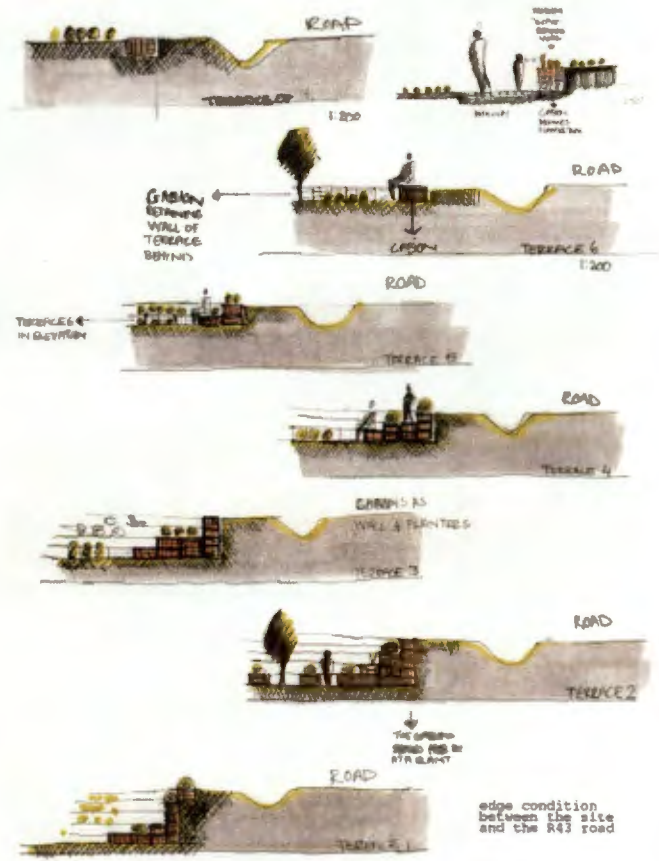 ROAD
1:200
ROAD
GABION
RETAINING
WALL OF
TERRACE
BEHIND
GABION
TERRACE 6
1:200
ROAD
TERRACE 6
IN ELEVATION
TERRACE 5
ROAD
TERRACE 4
GABIONS AS
WALL & PLANTERS
TERRACE 3
ROAD
TERRACE 2
ROAD
TERRACE 1
edge condition
between the site
and the R43 road